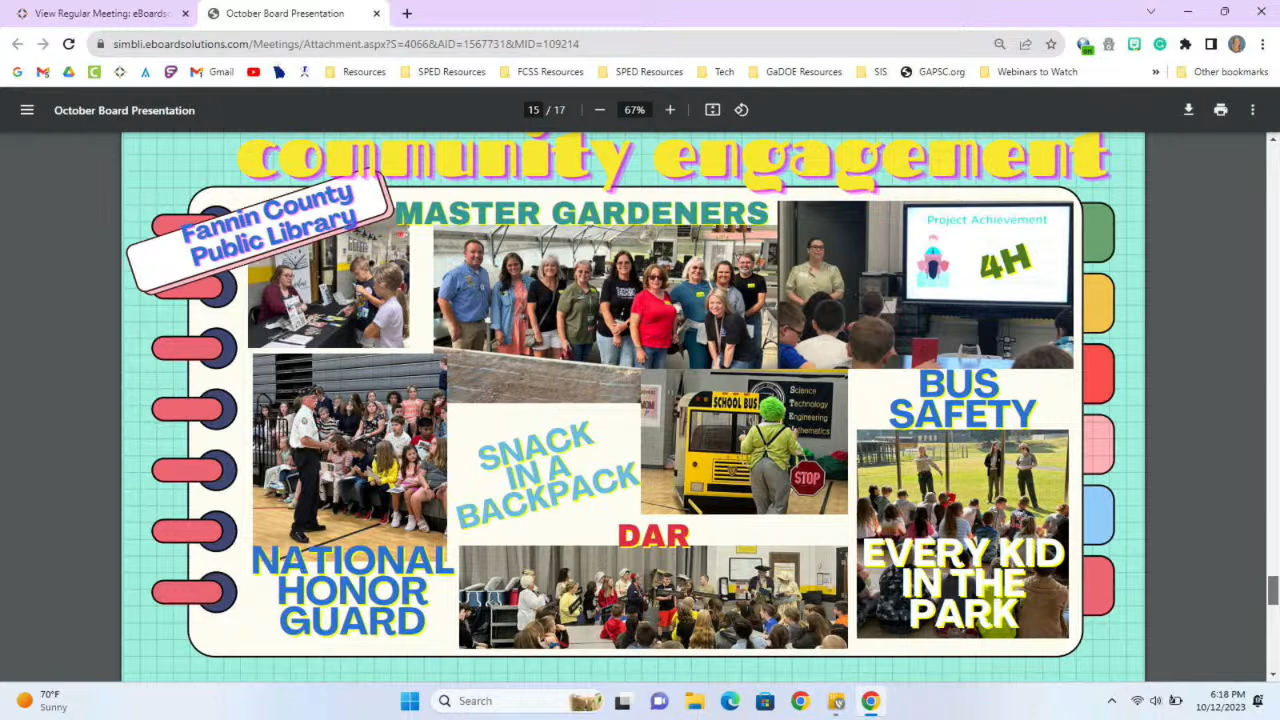 View Regular Meeting: eBoards
October Board Presentation
simbli.eboardsolutions.com/Meetings/Attachment.aspx?S=4066&AID=1567731&MID=109214
on
Gmail
Resources
SPED Resources
FCSS Resources
SPED Resources
Tech
GaDOE Resources
SIS
GAPSC.org
Webinars to Watch
Other bookmarks
October Board Presentation
15 / 17
67%
community engagement
Fannin County
Public Library
MASTER GARDENERS
Project Achievement
4H
BUS
SAFETY
SNACK
IN A
BACKPACK
SCHOOL BUS
Science
Technology
Engineering
Mathematics
STOP
NATIONAL
HONOR
GUARD
DAR
EVERY KID
IN THE
PARK
70°F
Sunny
Search
6:18 PM
10/12/2023